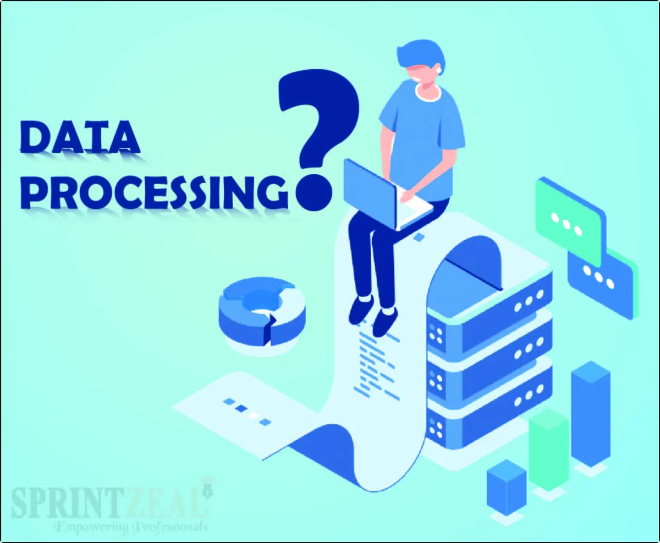 DATA
PROCESSING?
SPRINTZEAL
Empowering Professionals